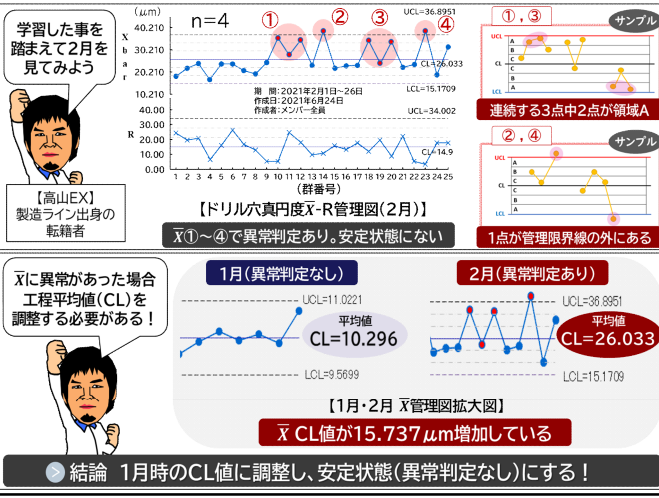 学習した事を
踏まえて2月を
見てみよう
【高山EX】
製造ライン出身の
転籍者
(μm)
n=4
① ② ③ ④
UCL=36.8951
40.210
30.210
20.210
10.210
X
b
a
r
CL=26.033
LCL=15.1709
期　間:2021年2月1日~26日
作成日:2021年6月24日
作成者:メンバー全員
UCL=34.002
40.00
30.00
20.00
10.00
0.00
R
CL=14.9
1 2 3 4 5 6 7 8 9 10 11 12 13 14 15 16 17 18 19 20 21 22 23 24 25
(群番号)
【ドリル穴真円度X̅-R管理図(2月)】
X̅①~④で異常判定あり。安定状態にない
①,③
サンプル
UCL
A
B
C
CL
C
B
A
LCL
連続する3点中2点が領域A
②,④
サンプル
UCL
A
B
C
CL
C
B
A
LCL
1点が管理限界線の外にある
X̅に異常があった場合
工程平均値(CL)を
調整する必要がある!
1月(異常判定なし)
UCL=11.0221
平均値
CL=10.296
LCL=9.5699
2月(異常判定あり)
UCL=36.8951
平均値
CL=26.033
LCL=15.1709
【1月・2月 X̅管理図拡大図】
X̅ CL値が15.737μm増加している
結論 1月時のCL値に調整し、安定状態(異常判定なし)にする!